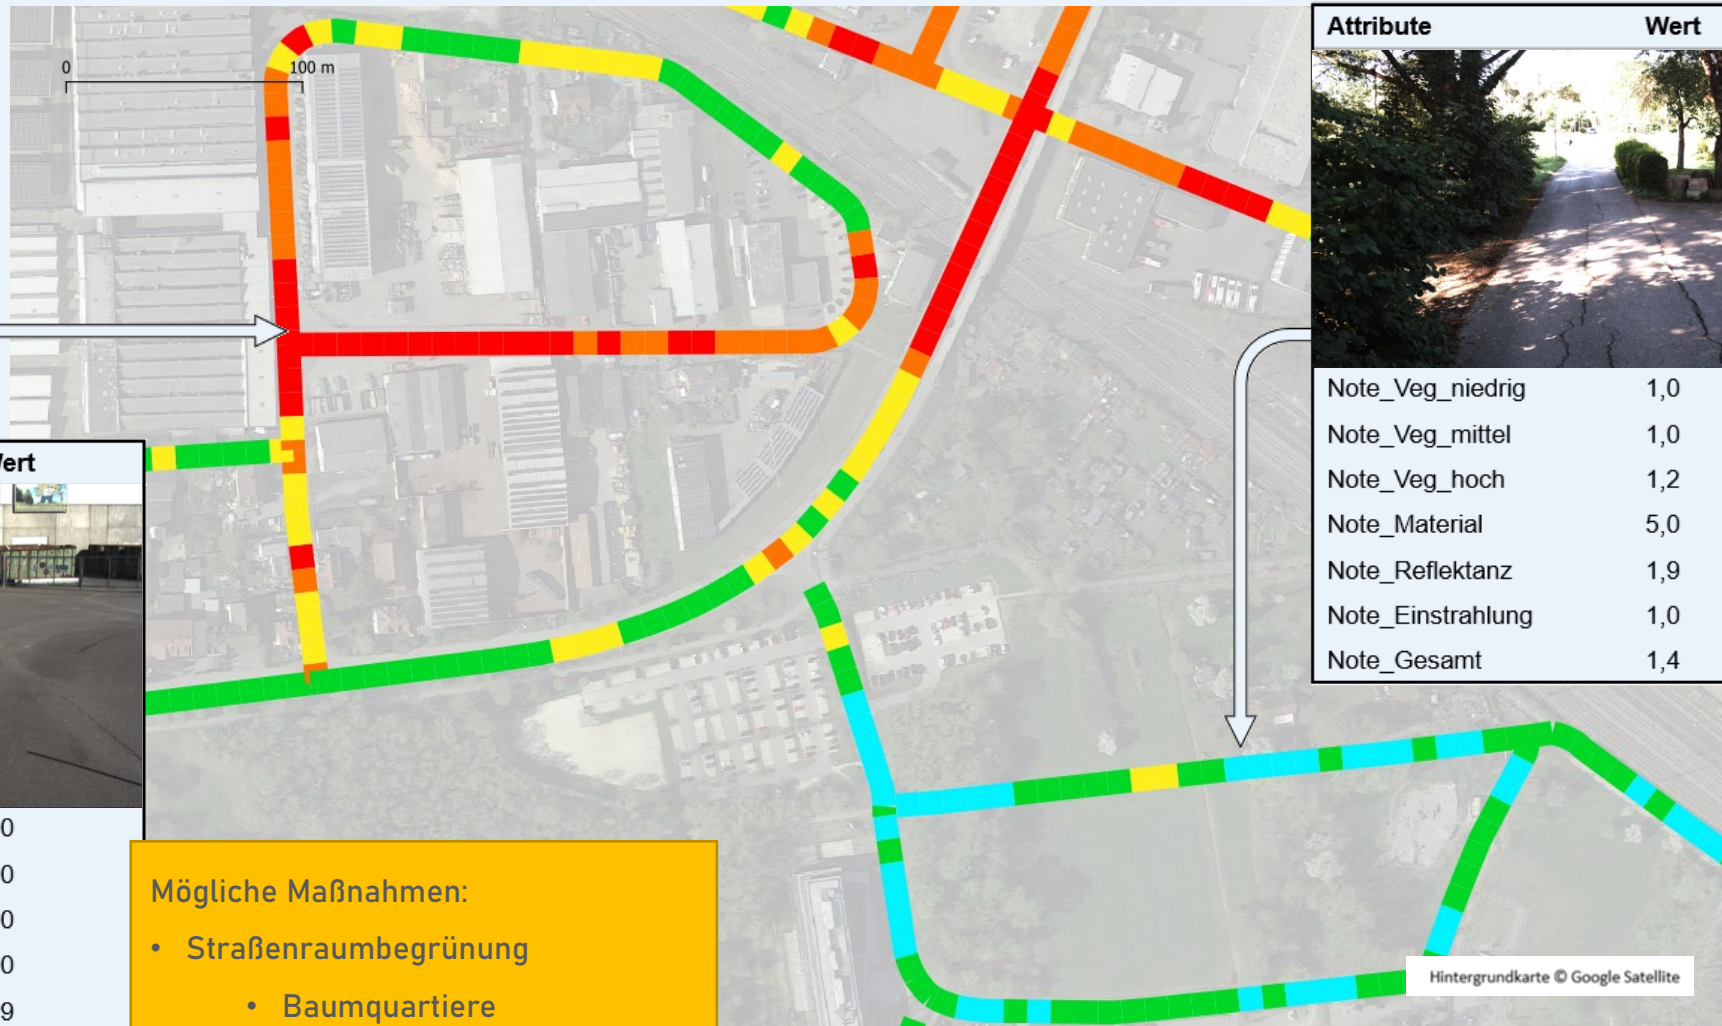 0 100 m
Attribute Wert
Note_Veg_niedrig 1,0
Note_Veg_mittel 1,0
Note_Veg_hoch 1,2
Note_Material 5,0
Note_Reflektanz 1,9
Note_Einstrahlung 1,0
Note_Gesamt 1,4
0
0
0
0
9
Mögliche Maßnahmen:
• Straßenraumbegrünung
• Baumquartiere
Hintergrundkarte © Google Satellite